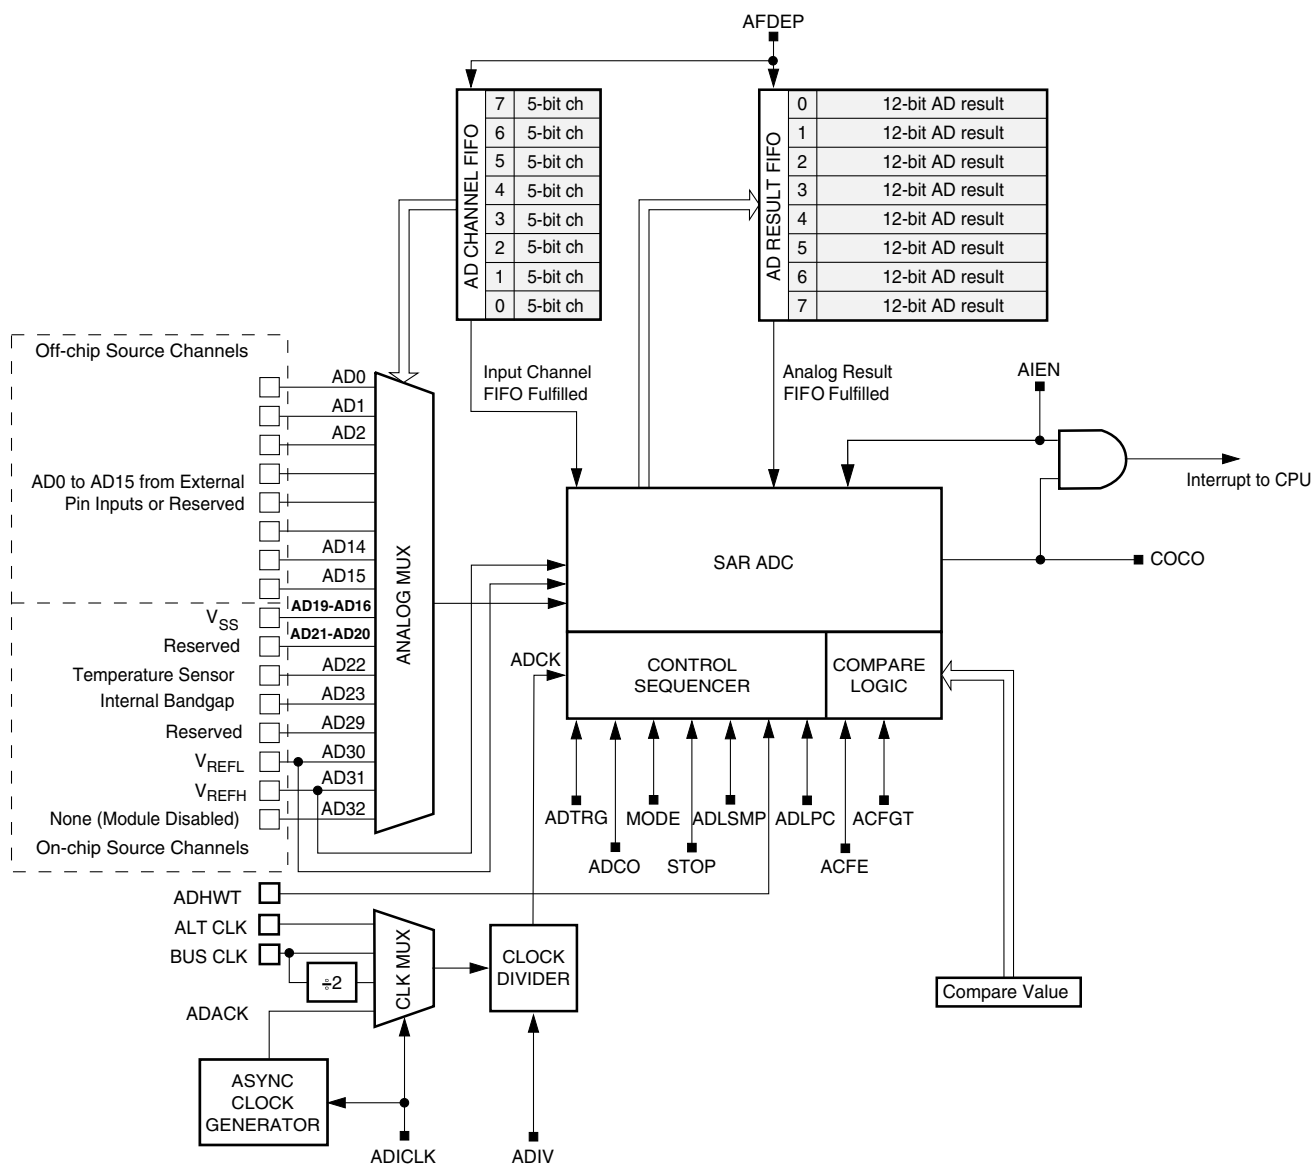 AFDEP
AD CHANNEL FIFO
7 5-bit ch
6 5-bit ch
5 5-bit ch
4 5-bit ch
3 5-bit ch
2 5-bit ch
1 5-bit ch
0 5-bit ch
AD RESULT FIFO
0 12-bit AD result
1 12-bit AD result
2 12-bit AD result
3 12-bit AD result
4 12-bit AD result
5 12-bit AD result
6 12-bit AD result
7 12-bit AD result
Off-chip Source Channels
AD0
AD1
AD2
AD0 to AD15 from External
Pin Inputs or Reserved
AD14
AD15
VSS AD19-AD16
Reserved AD21-AD20
Temperature Sensor AD22
Internal Bandgap AD23
Reserved AD29
VREFL AD30
VREFH AD31
None (Module Disabled) AD32
On-chip Source Channels
ANALOG MUX
Input Channel
FIFO Fulfilled
Analog Result
FIFO Fulfilled
AIEN
Interrupt to CPU
COCO
SAR ADC
ADCK
CONTROL
SEQUENCER
COMPARE
LOGIC
ADTRG
MODE
ADLSMP
ADLPC
ACFGT
ADCO
STOP
ACFE
ADHWT
ALT CLK
BUS CLK
÷2
ADACK
CLK MUX
CLOCK
DIVIDER
Compare Value
ASYNC
CLOCK
GENERATOR
ADICLK
ADIV